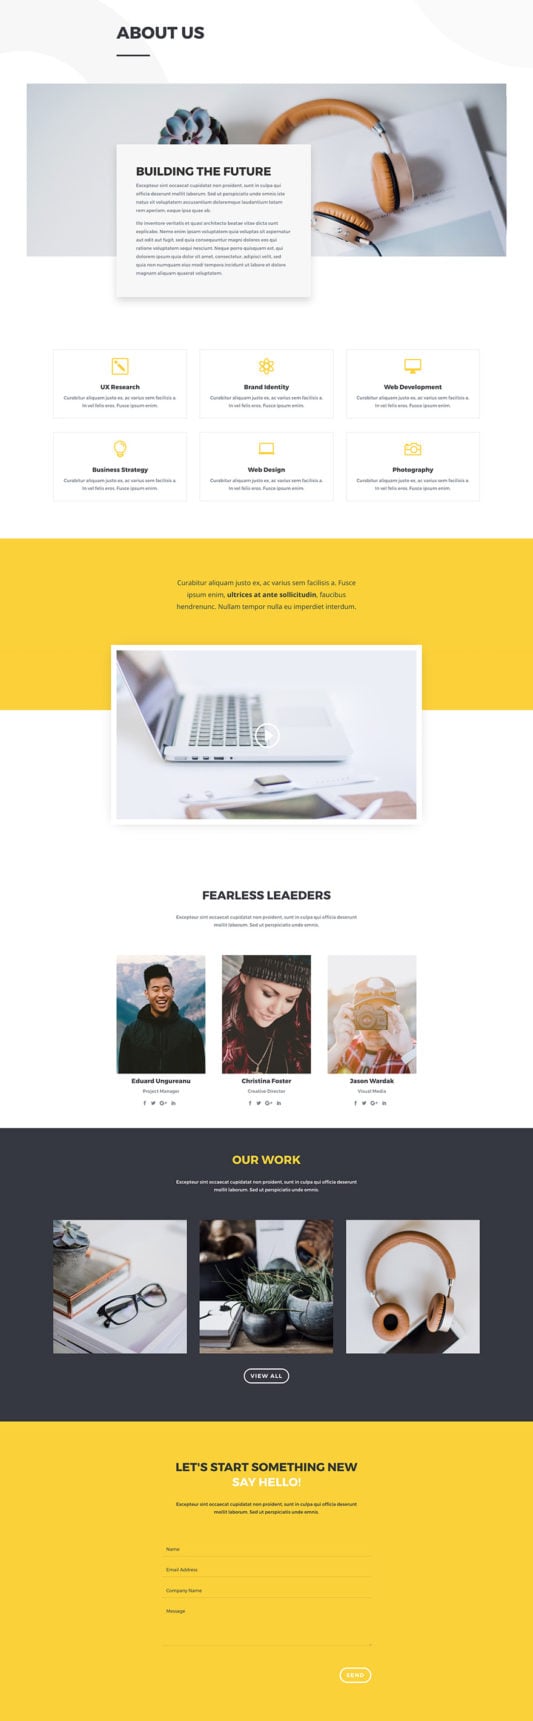 ABOUT US
BUILDING THE FUTURE
Excepteur sint occaecat cupidatat non proident, sunt in culpa qui
officia deserunt mollit laborum. Sed ut perspiciatis unde omnis iste
natus sit voluptatem accusantium doloremque laudantium totam
rem aperiam, eaque ipsa quae ab.
Illo inventore veritatis et quasi architecto beatae vitae dicta sunt
explicabo. Nemo enim ipsam voluptatem quia voluptas sit aspernatur
aut odit aut fugit, sed quia consequuntur magni dolores eos qui
ratione voluptatem sequi nesciunt. Neque porro quisquam est, qui
dolorem ipsum quia dolor sit amet, consectetur, adipisci velit, sed
quia non numquam eius modi tempora incidunt ut labore et dolore
magnam aliquam quaerat voluptatem.
UX Research
Curabitur aliquam justo ex, ac varius sem facilisis a.
In vel felis eros. Fusce ipsum enim.
Brand Identity
Curabitur aliquam justo ex, ac varius sem facilisis a.
In vel felis eros. Fusce ipsum enim.
Web Development
Curabitur aliquam justo ex, ac varius sem facilisis a.
In vel felis eros. Fusce ipsum enim.
Business Strategy
Curabitur aliquam justo ex, ac varius sem facilisis a.
In vel felis eros. Fusce ipsum enim.
Web Design
Curabitur aliquam justo ex, ac varius sem facilisis a.
In vel felis eros. Fusce ipsum enim.
Photography
Curabitur aliquam justo ex, ac varius sem facilisis a.
In vel felis eros. Fusce ipsum enim.
Curabitur aliquam justo ex, ac varius sem facilisis a. Fusce
ipsum enim, ultrices at ante sollicitudin, faucibus
hendrerunc. Nullam tempor nulla eu imperdiet interdum.
FEARLESS LEAEDERS
Excepteur sint occaecat cupidatat non proident, sunt in culpa qui officia deserunt
mollit laborum. Sed ut perspiciatis unde omnis.
Eduard Ungureanu
Project Manager
Christina Foster
Creative Director
Jason Wardak
Visual Media
OUR WORK
Excepteur sint occaecat cupidatat non proident, sunt in culpa qui officia deserunt
mollit laborum. Sed ut perspiciatis unde omnis.
VIEW ALL
LET'S START SOMETHING NEW
SAY HELLO!
Excepteur sint occaecat cupidatat non proident, sunt in culpa qui officia deserunt
mollit laborum. Sed ut perspiciatis unde omnis.
Name
Email Address
Company Name
Message
SEND